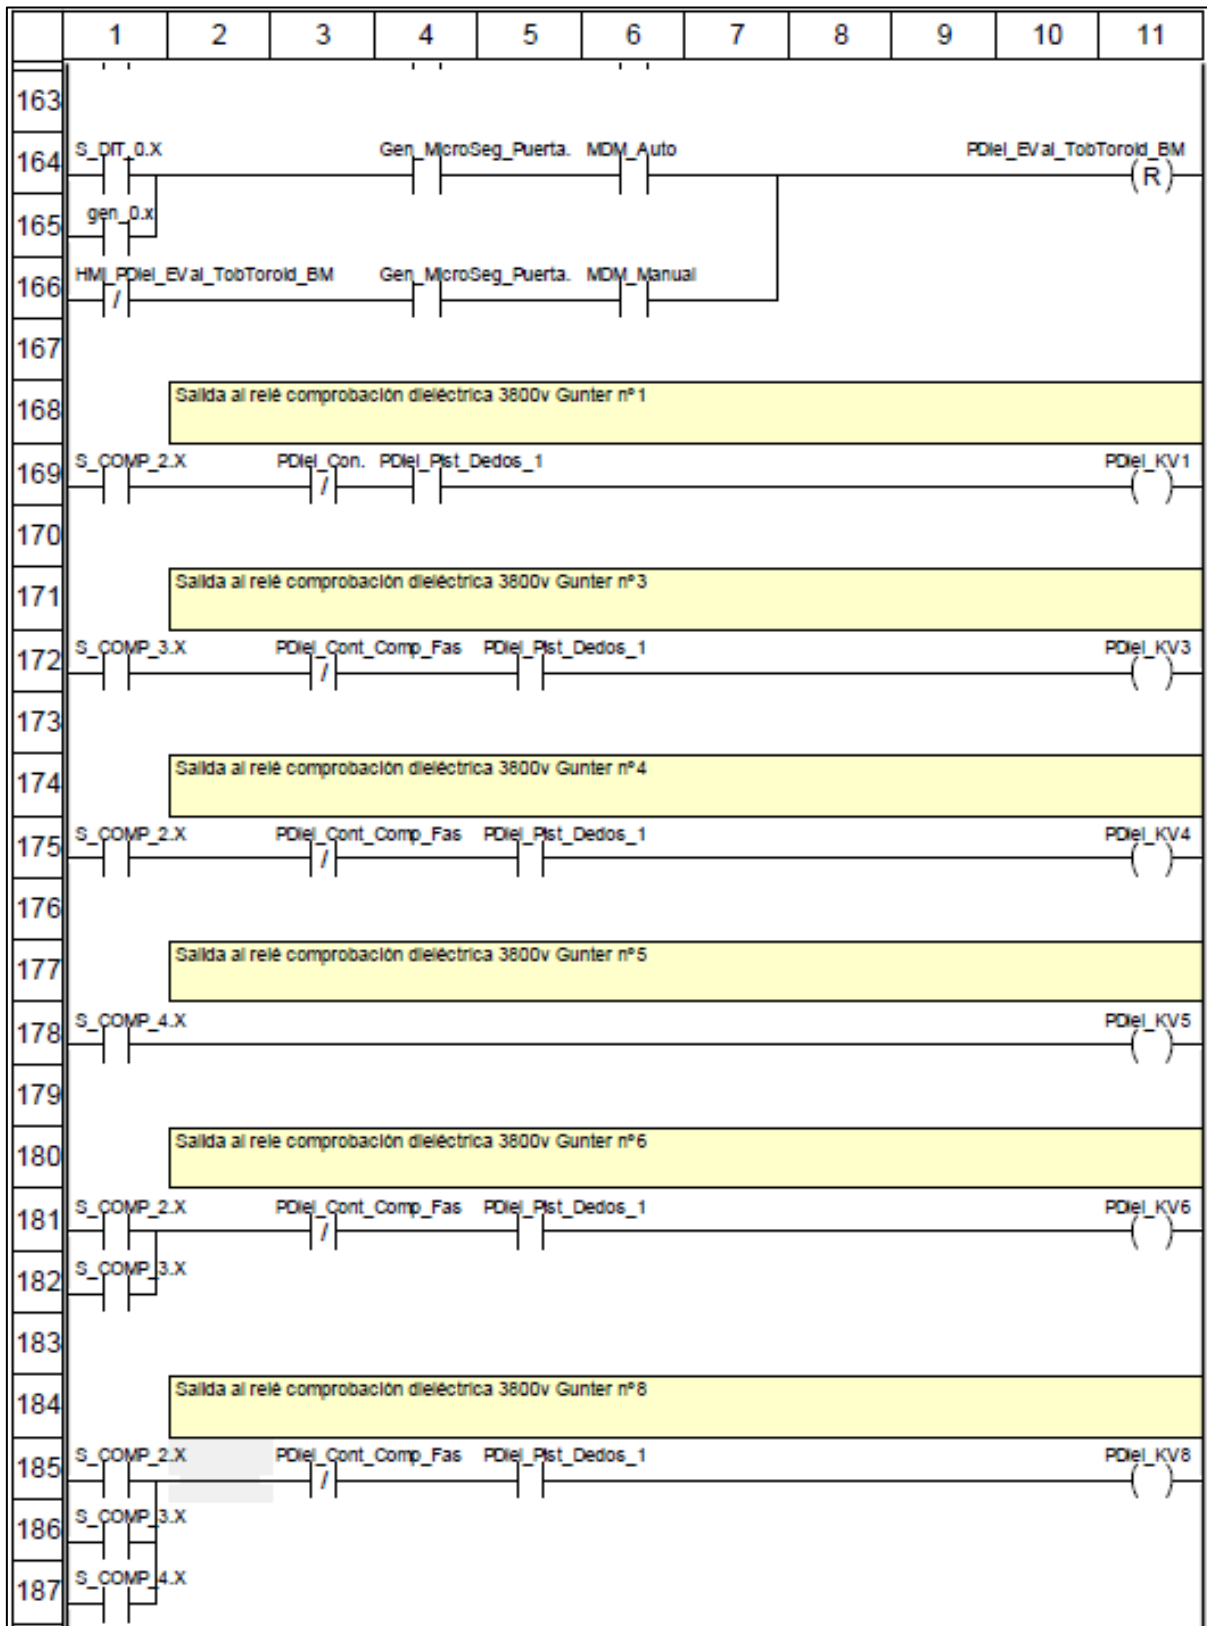 1 2 3 4 5 6 7 8 9 10 11
163
S_DIT_0.X Gen_MicroSeg_Puerta. MDM_Auto PDiel_EVal_TobToroid_BM
164 (R)
gen_0.x
165
HMI_PDiel_EVal_TobToroid_BM Gen_MicroSeg_Puerta. MDM_Manual
166 /
167
168 Salida al relé comprobación dieléctrica 3800v Gunter nº1
S_COMP_2.X PDiel_Con. PDiel_Pist_Dedos_1 PDiel_KV1
169 / ( )
170
171 Salida al relé comprobación dieléctrica 3800v Gunter nº3
S_COMP_3.X PDiel_Cont_Comp_Fas PDiel_Pist_Dedos_1 PDiel_KV3
172 / ( )
173
174 Salida al relé comprobación dieléctrica 3800v Gunter nº4
S_COMP_2.X PDiel_Cont_Comp_Fas PDiel_Pist_Dedos_1 PDiel_KV4
175 / ( )
176
177 Salida al relé comprobación dieléctrica 3800v Gunter nº5
S_COMP_4.X PDiel_KV5
178 ( )
179
180 Salida al rele comprobación dieléctrica 3800v Gunter nº6
S_COMP_2.X PDiel_Cont_Comp_Fas PDiel_Pist_Dedos_1 PDiel_KV6
181 / ( )
S_COMP_3.X
182
183
184 Salida al relé comprobación dieléctrica 3800v Gunter nº8
S_COMP_2.X PDiel_Cont_Comp_Fas PDiel_Pist_Dedos_1 PDiel_KV8
185 / ( )
S_COMP_3.X
186
S_COMP_4.X
187